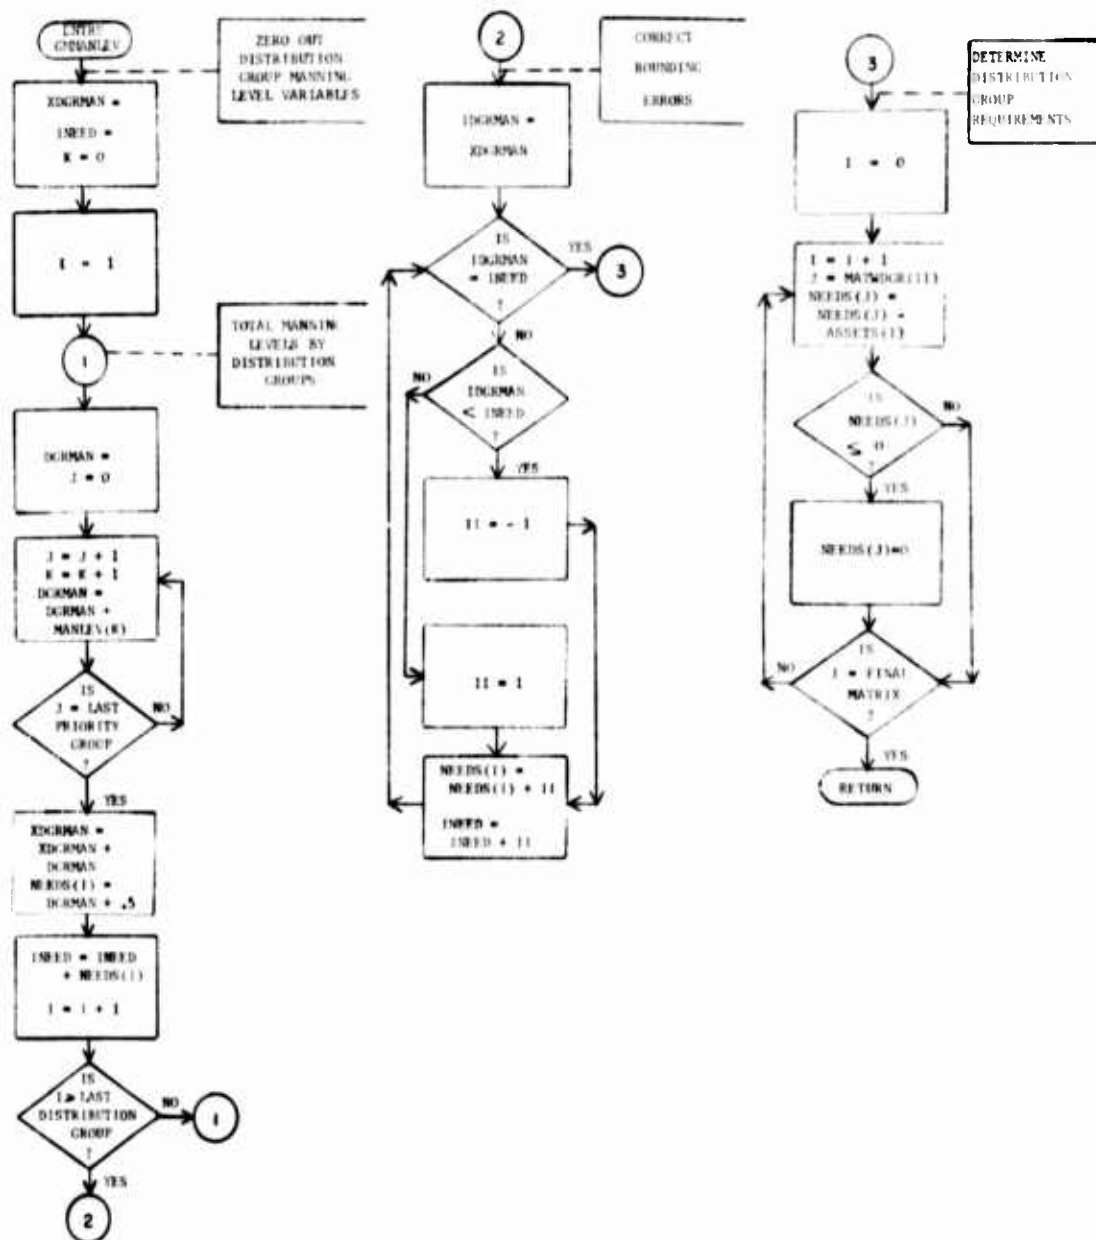 ENTRY
GMMANLEV
ZERO OUT
DISTRIBUTION
GROUP MANNING
LEVEL VARIABLES
XDGRMAN =
INEED =
K = 0
I = 1
1
TOTAL MANNING
LEVELS BY
DISTRIBUTION
GROUPS
DGRMAN =
J = 0
J = J + 1
K = K + 1
DGRMAN =
DGRMAN +
MANLEV(K)
IS
J = LAST
PRIORITY
GROUP
?
NO
YES
XDGRMAN =
XDGRMAN +
DGRMAN
NEEDS(I) =
DGRMAN + .5
INEED = INEED
+ NEEDS(I)
I = I + 1
IS
I > LAST
DISTRIBUTION
GROUP
?
NO
1
YES
2
2
CORRECT
ROUNDING
ERRORS
IDGRMAN =
XDGRMAN
IS
IDGRMAN
= INEED
?
YES
3
NO
IS
IDGRMAN
< INEED
?
NO
YES
II = - 1
II = 1
NEEDS(I) =
NEEDS(I) + II
INEED =
INEED + II
3
DETERMINE
DISTRIBUTION
GROUP
REQUIREMENTS
I = 0
I = I + 1
J = MATWDGR(I)
NEEDS(J) =
NEEDS(J) -
ASSETS(I)
IS
NEEDS(J)
≤ 0
?
NO
YES
NEEDS(J)=0
IS
I = FINAL
MATRIX
?
NO
YES
RETURN